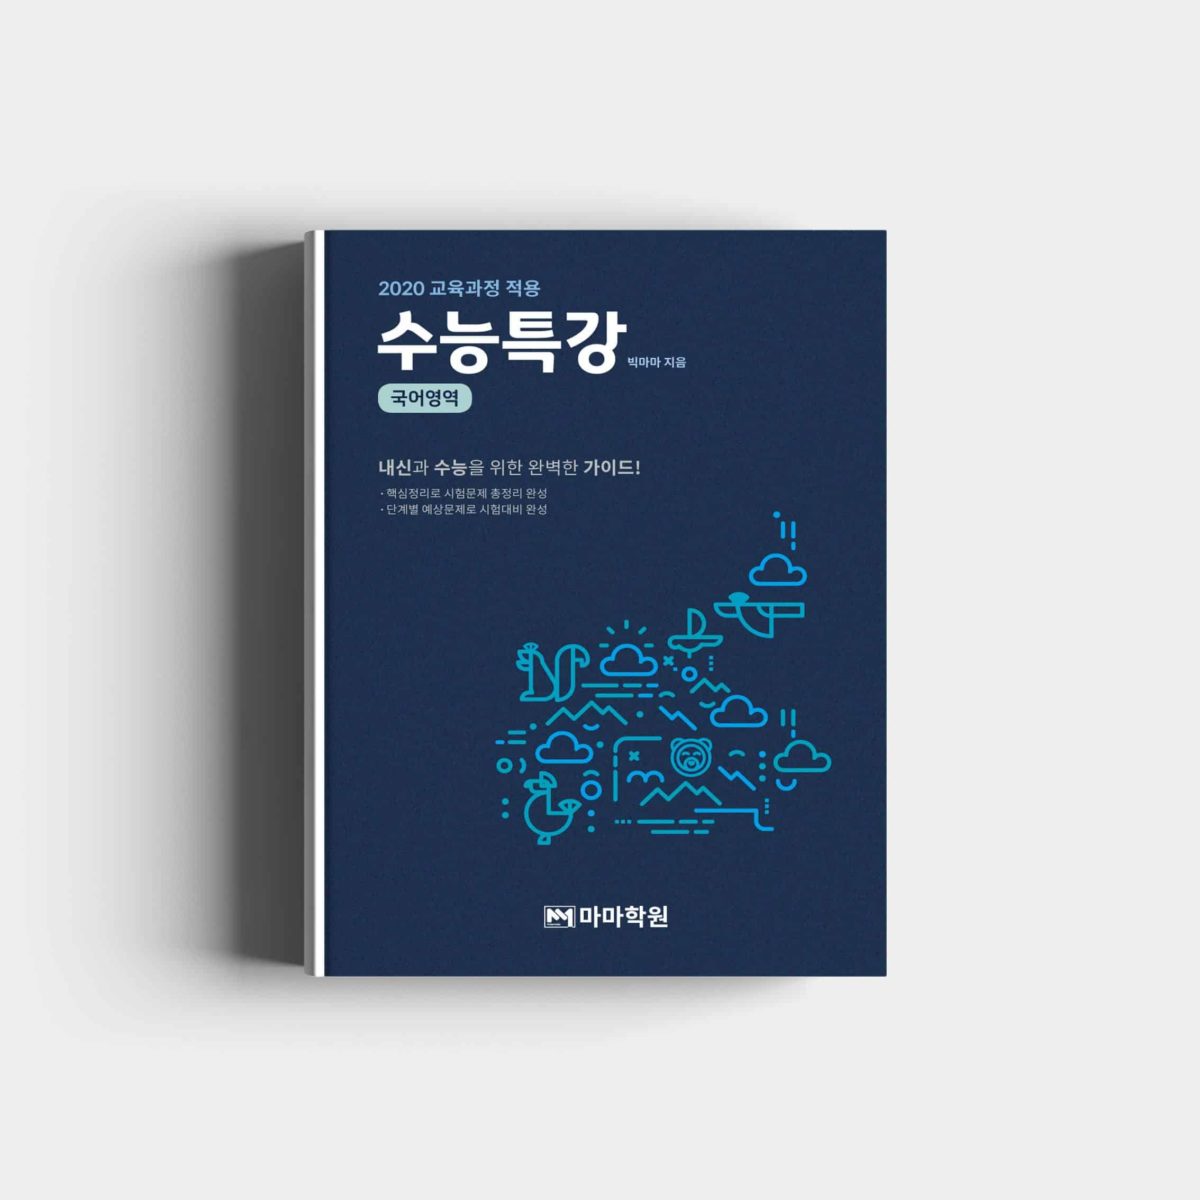 2020 교육과정 적용
수능특강 빅마마 지음
국어영역
내신과 수능을 위한 완벽한 가이드!
· 핵심정리로 시험문제 총정리 완성
· 단계별 예상문제로 시험대비 완성
마마학원